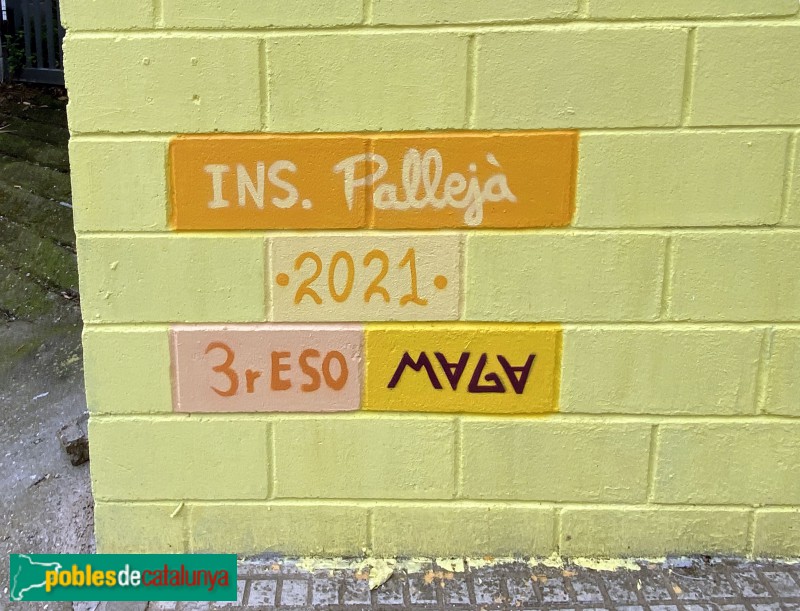 INS. Pallejà
·2021·
3r ESO MAGA
poblesdecatalunya